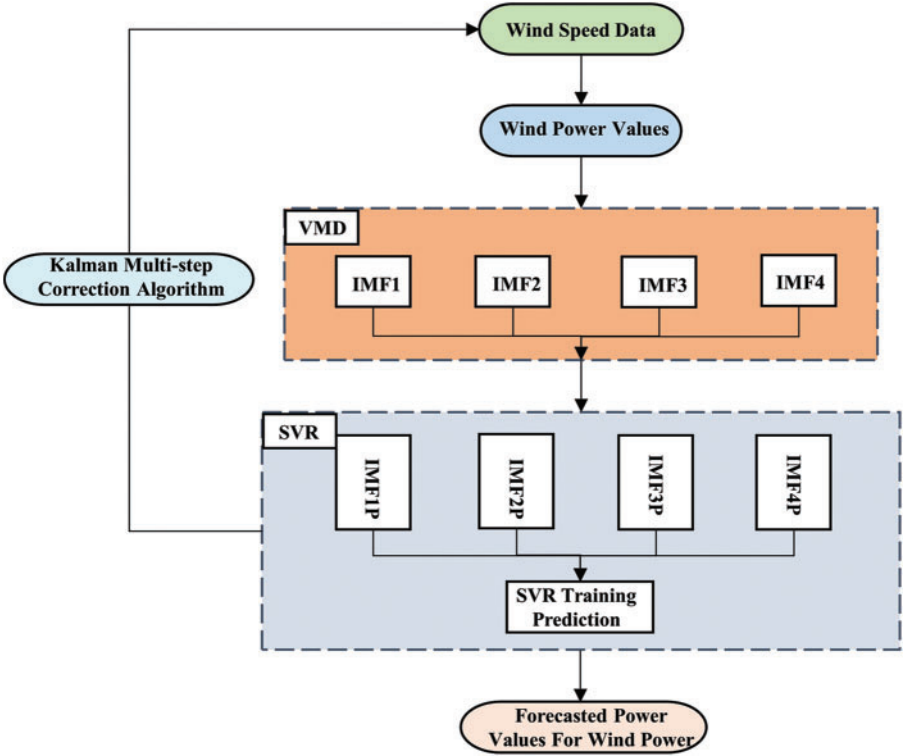 Wind Speed Data
Wind Power Values
VMD
IMF1
IMF2
IMF3
IMF4
Kalman Multi-step
Correction Algorithm
SVR
IMF1P
IMF2P
IMF3P
IMF4P
SVR Training
Prediction
Forecasted Power
Values For Wind Power